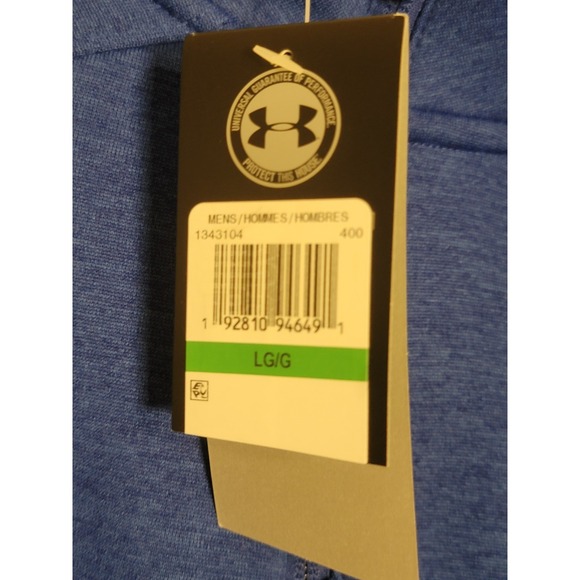 UNIVERSAL GUARANTEE OF PERFORMANCE
PROTECT THIS HOUSE
MENS/HOMMES/HOMBRES
1343104 400
1 92810 94649 1
LG/G